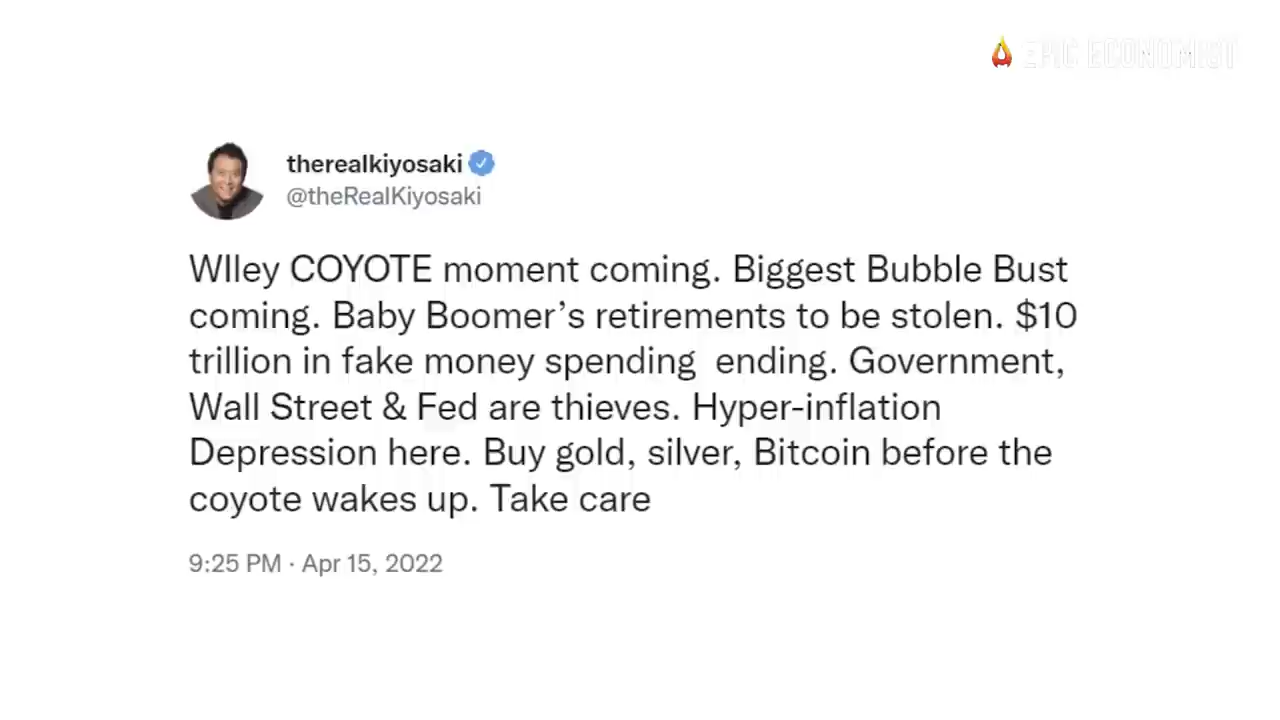 EPIC ECONOMIST
therealkiyosaki
@theRealKiyosaki
WIley COYOTE moment coming. Biggest Bubble Bust
coming. Baby Boomer’s retirements to be stolen. $10
trillion in fake money spending  ending. Government,
Wall Street & Fed are thieves. Hyper-inflation
Depression here. Buy gold, silver, Bitcoin before the
coyote wakes up. Take care
9:25 PM · Apr 15, 2022